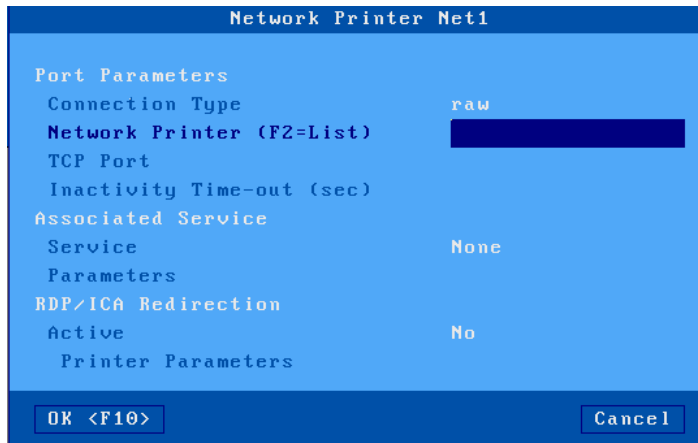 Network Printer Net1
Port Parameters
Connection Type raw
Network Printer (F2=List)
TCP Port
Inactivity Time-out (sec)
Associated Service
Service None
Parameters
RDP/ICA Redirection
Active No
Printer Parameters
OK <F10> Cancel